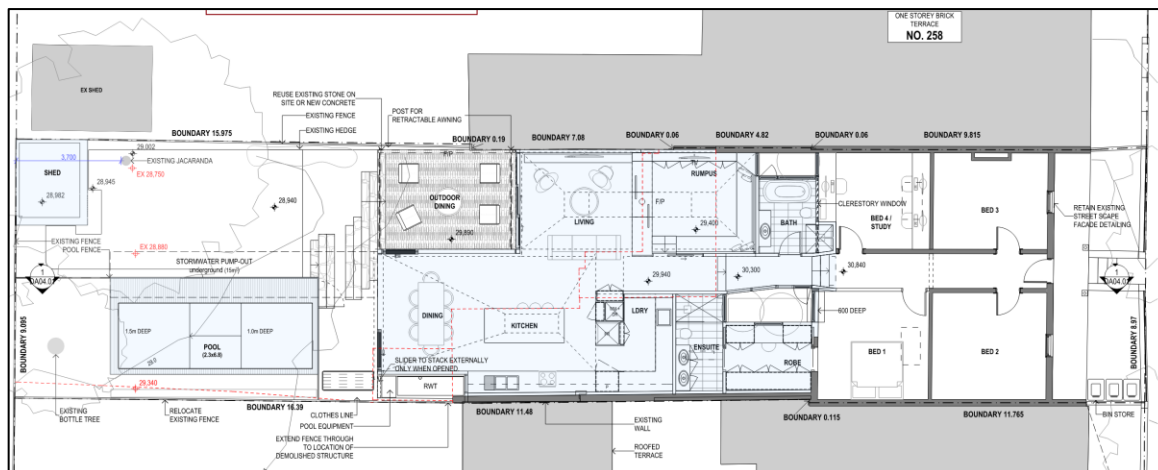 ONE STOREY BRICK
TERRACE
NO. 258
EX SHED
REUSE EXISTING STONE ON
SITE OR NEW CONCRETE
POST FOR
RETRACTABLE AWNING
EXISTING FENCE
EXISTING HEDGE
BOUNDARY 15.975
BOUNDARY 0.19
BOUNDARY 7.08
BOUNDARY 0.06
BOUNDARY 4.82
BOUNDARY 0.06
BOUNDARY 9.815
29,002
3,700
EXISTING JACARANDA
EX 28,750
SHED
28,945
28,982
28,940
F/P
OUTDOOR
DINING
29,890
LIVING
TV
RUMPUS
F/P
29,400
BATH
CLERESTORY WINDOW
BED 4 /
STUDY
BED 3
RETAIN EXISTING
STREET SCAPE
FACADE DETAILING
EXISTING FENCE
POOL FENCE
EX 28,880
STORMWATER PUMP-OUT
underground (15m²)
1
DA04.01
29,940
30,300
30,840
1
DA04.01
1.5m DEEP
1.0m DEEP
POOL
(2.3x6.8)
DINING
KITCHEN
LDRY
ENSUITE
600 DEEP
ROBE
BED 1
BED 2
BOUNDARY 9.095
BOUNDARY 8.97
SLIDER TO STACK EXTERNALLY
ONLY WHEN OPENED.
RWT
F
29,340
EXISTING
BOTTLE TREE
RELOCATE
EXISTING FENCE
BOUNDARY 16.39
CLOTHES LINE
POOL EQUIPMENT
EXTEND FENCE THROUGH
TO LOCATION OF
DEMOLISHED STRUCTURE
BOUNDARY 11.48
EXISTING
WALL
ROOFED
TERRACE
BOUNDARY 0.115
BOUNDARY 11.765
BIN STORE